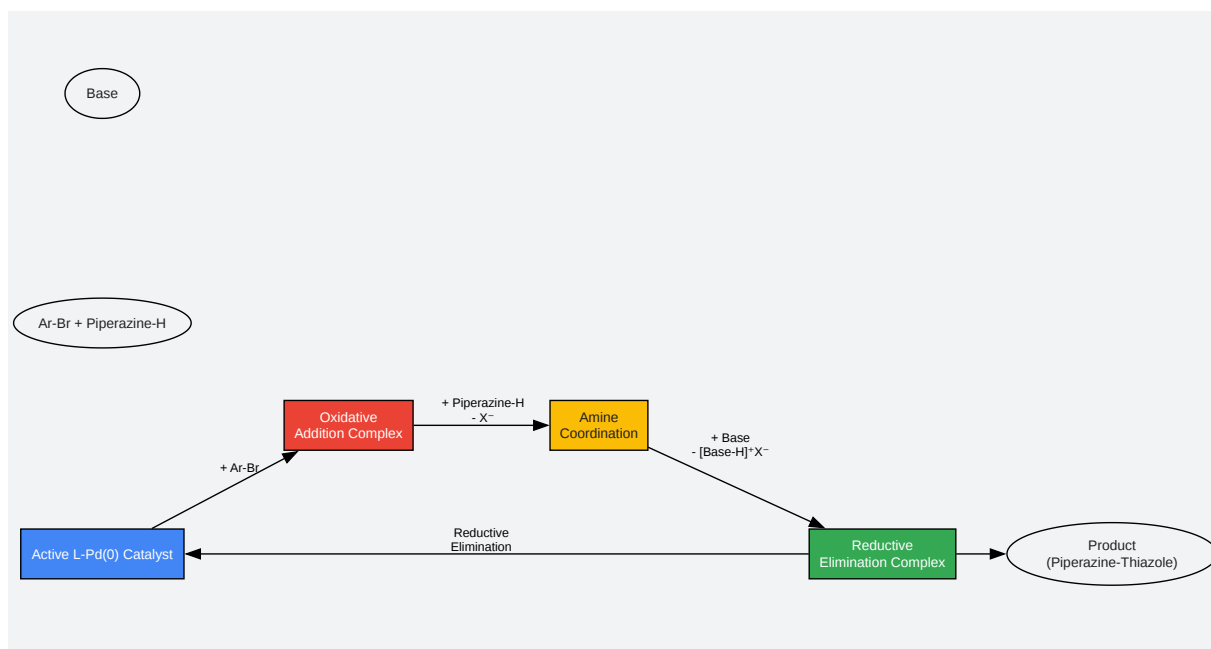 Base
Ar-Br + Piperazine-H
Oxidative
Addition Complex
+ Piperazine-H
- X⁻
Amine
Coordination
+ Base
- [Base-H]⁺X⁻
+ Ar-Br
Active L-Pd(0) Catalyst
Reductive
Elimination
Reductive
Elimination Complex
Product
(Piperazine-Thiazole)